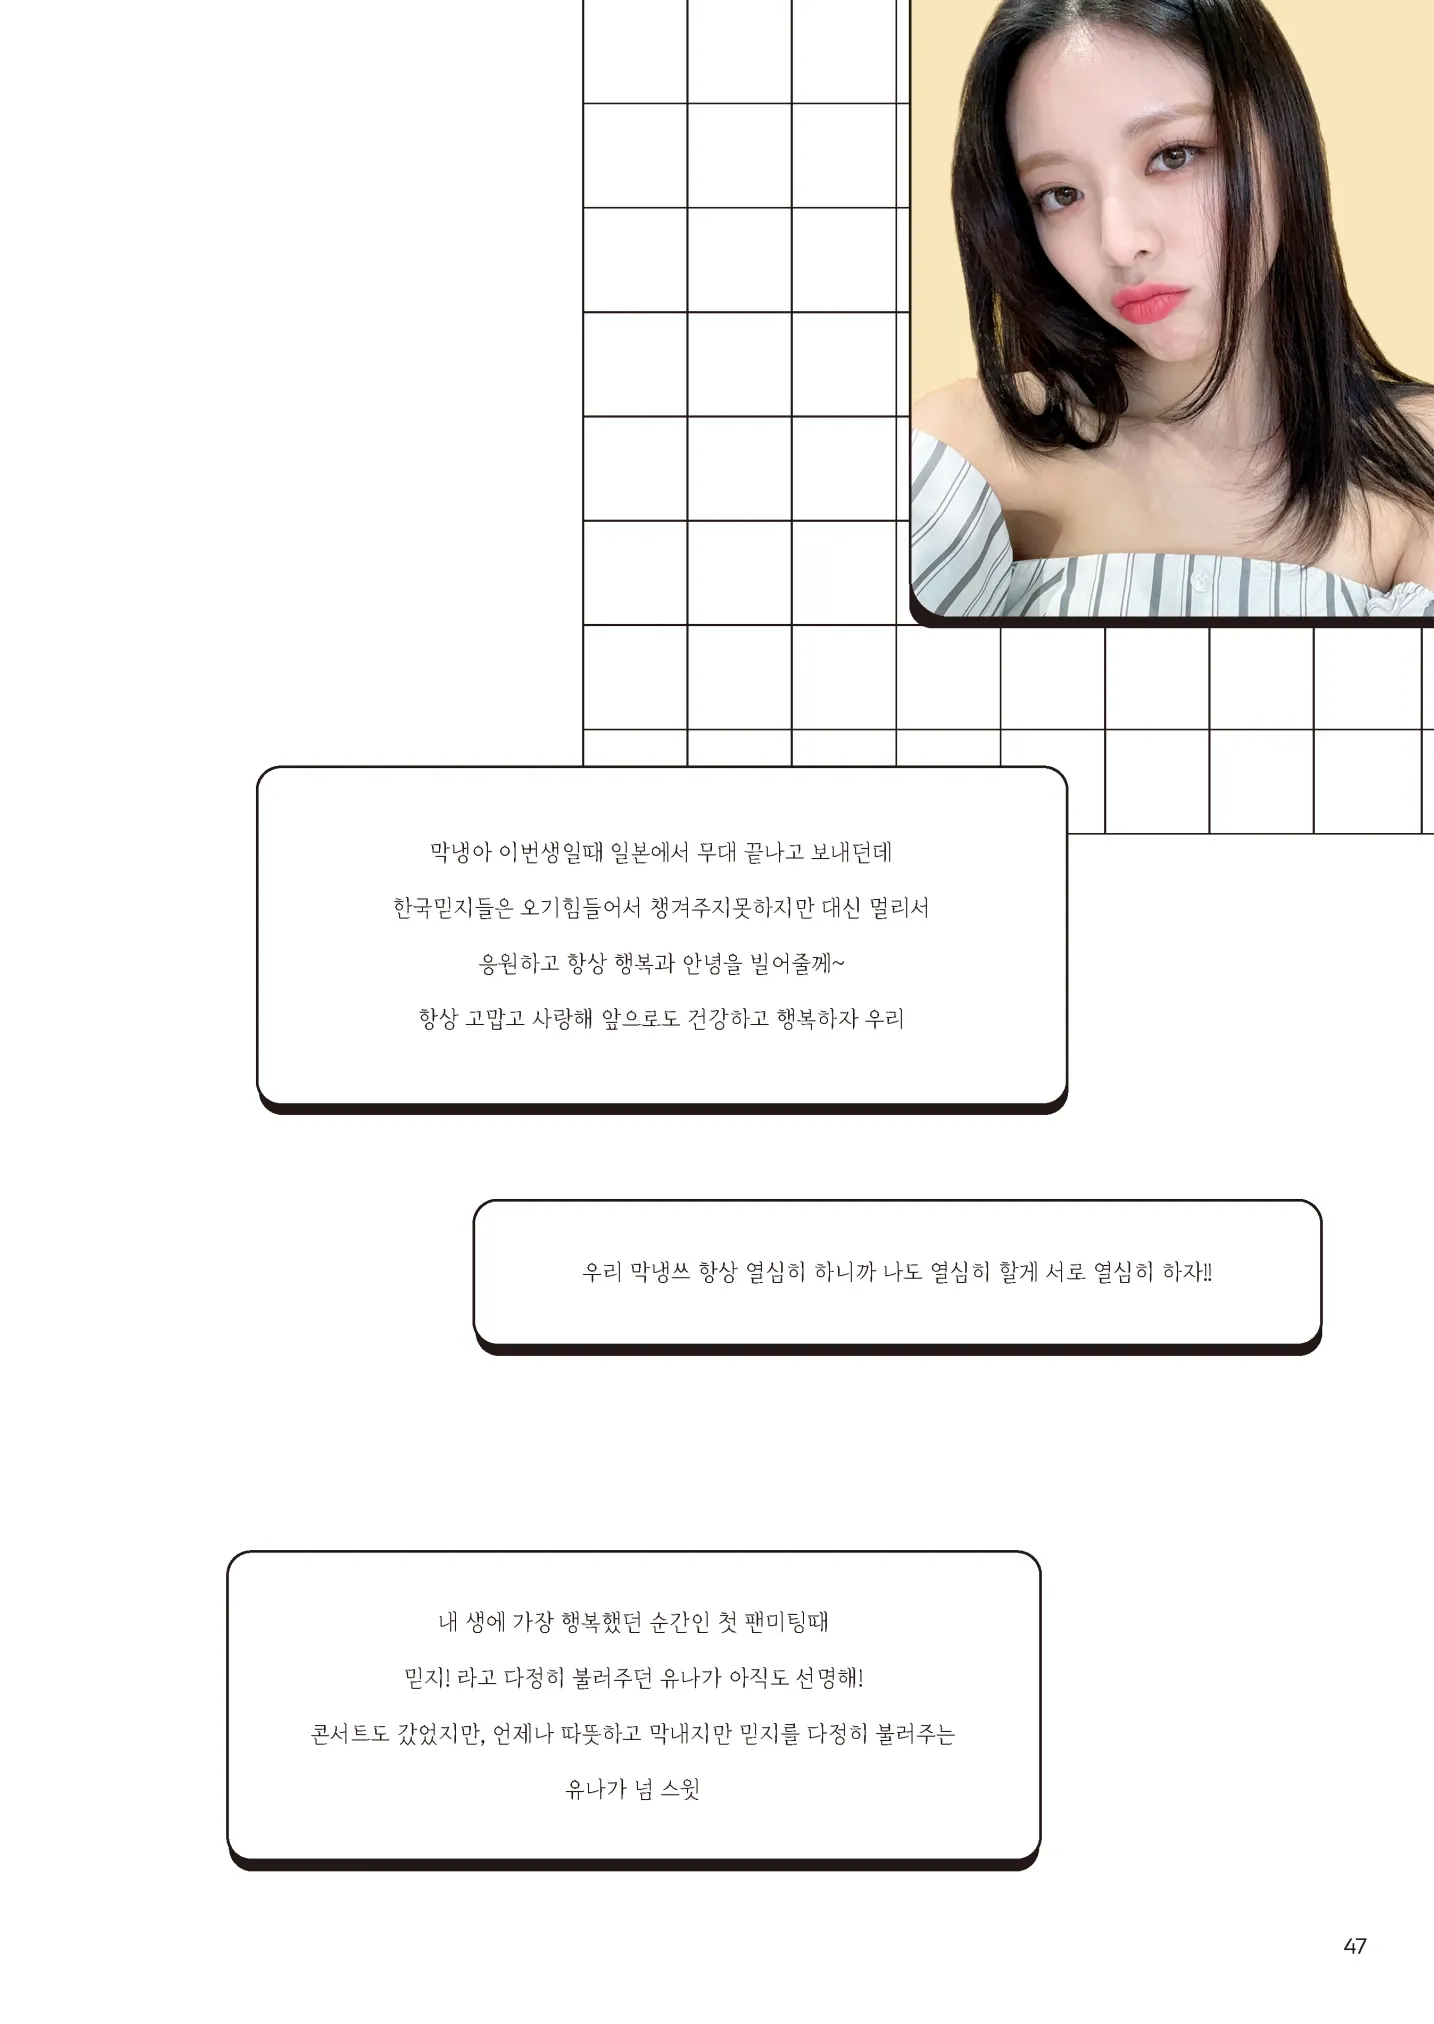 막냉아 이번생일때 일본에서 무대 끝나고 보내던데
한국믿지들은 오기힘들어서 챙겨주지못하지만 대신 멀리서
응원하고 항상 행복과 안녕을 빌어줄께~
항상 고맙고 사랑해 앞으로도 건강하고 행복하자 우리
우리 막냉쓰 항상 열심히 하니까 나도 열심히 할게 서로 열심히 하자!!
내 생에 가장 행복했던 순간인 첫 팬미팅때
믿지! 라고 다정히 불러주던 유나가 아직도 선명해!
콘서트도 갔었지만, 언제나 따뜻하고 막내지만 믿지를 다정히 불러주는
유나가 넘 스윗
47